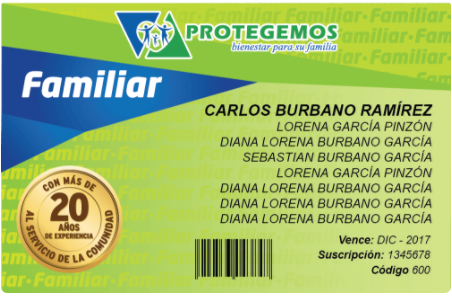 PROTEGEMOS
bienestar para su familia
Familiar
CARLOS BURBANO RAMÍREZ
LORENA GARCÍA PINZÓN
DIANA LORENA BURBANO GARCÍA
SEBASTIAN BURBANO GARCÍA
LORENA GARCÍA PINZÓN
DIANA LORENA BURBANO GARCÍA
DIANA LORENA BURBANO GARCÍA
DIANA LORENA BURBANO GARCÍA
CON MÁS DE
20
AÑOS
DE EXPERIENCIA
AL SERVICIO DE LA COMUNIDAD
Vence: DIC - 2017
Suscripción: 1345678
Código 600